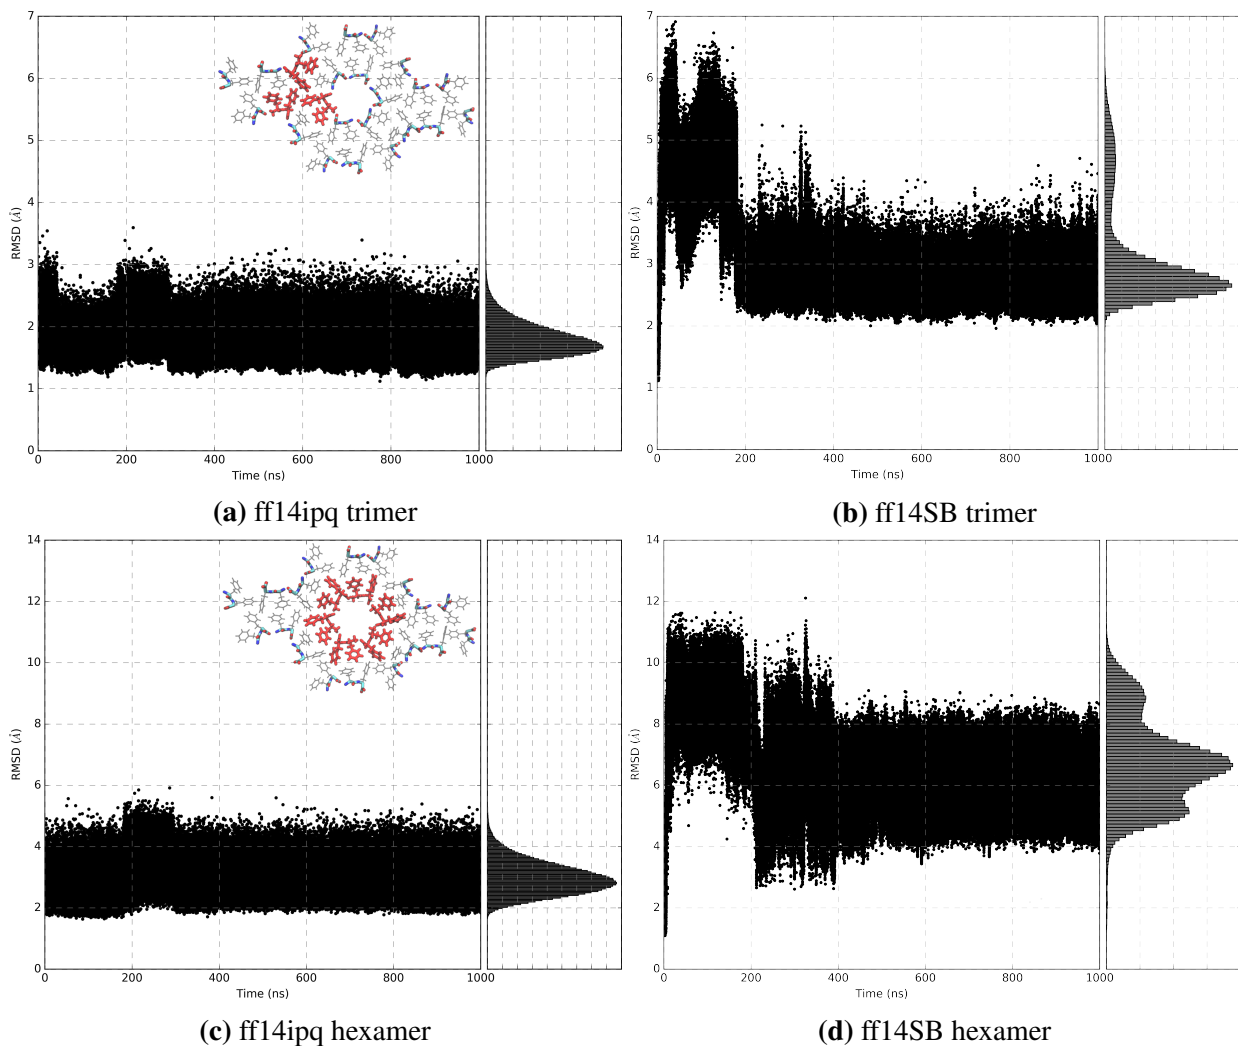 7
6
5
4
3
2
1
0
RMSD (Å)
0 200 400 600 800 1000
Time (ns)
(a) ff14ipq trimer
7
6
5
4
3
2
1
0
RMSD (Å)
0 200 400 600 800 1000
Time (ns)
(b) ff14SB trimer
14
12
10
8
6
4
2
0
RMSD (Å)
0 200 400 600 800 1000
Time (ns)
(c) ff14ipq hexamer
14
12
10
8
6
4
2
0
RMSD (Å)
0 200 400 600 800 1000
Time (ns)
(d) ff14SB hexamer